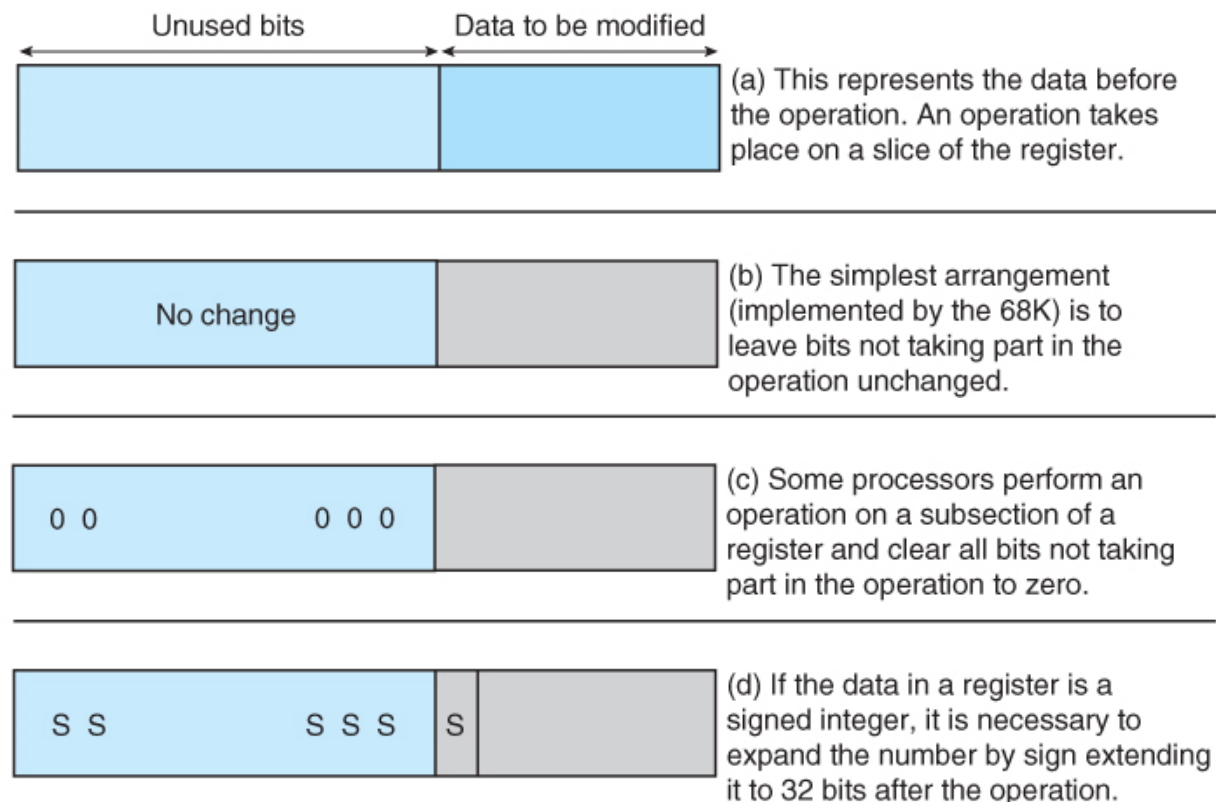 Unused bits
Data to be modified
(a) This represents the data before
the operation. An operation takes
place on a slice of the register.
No change
(b) The simplest arrangement
(implemented by the 68K) is to
leave bits not taking part in the
operation unchanged.
0 0
0 0 0
(c) Some processors perform an
operation on a subsection of a
register and clear all bits not taking
part in the operation to zero.
S S
S S S
S
(d) If the data in a register is a
signed integer, it is necessary to
expand the number by sign extending
it to 32 bits after the operation.